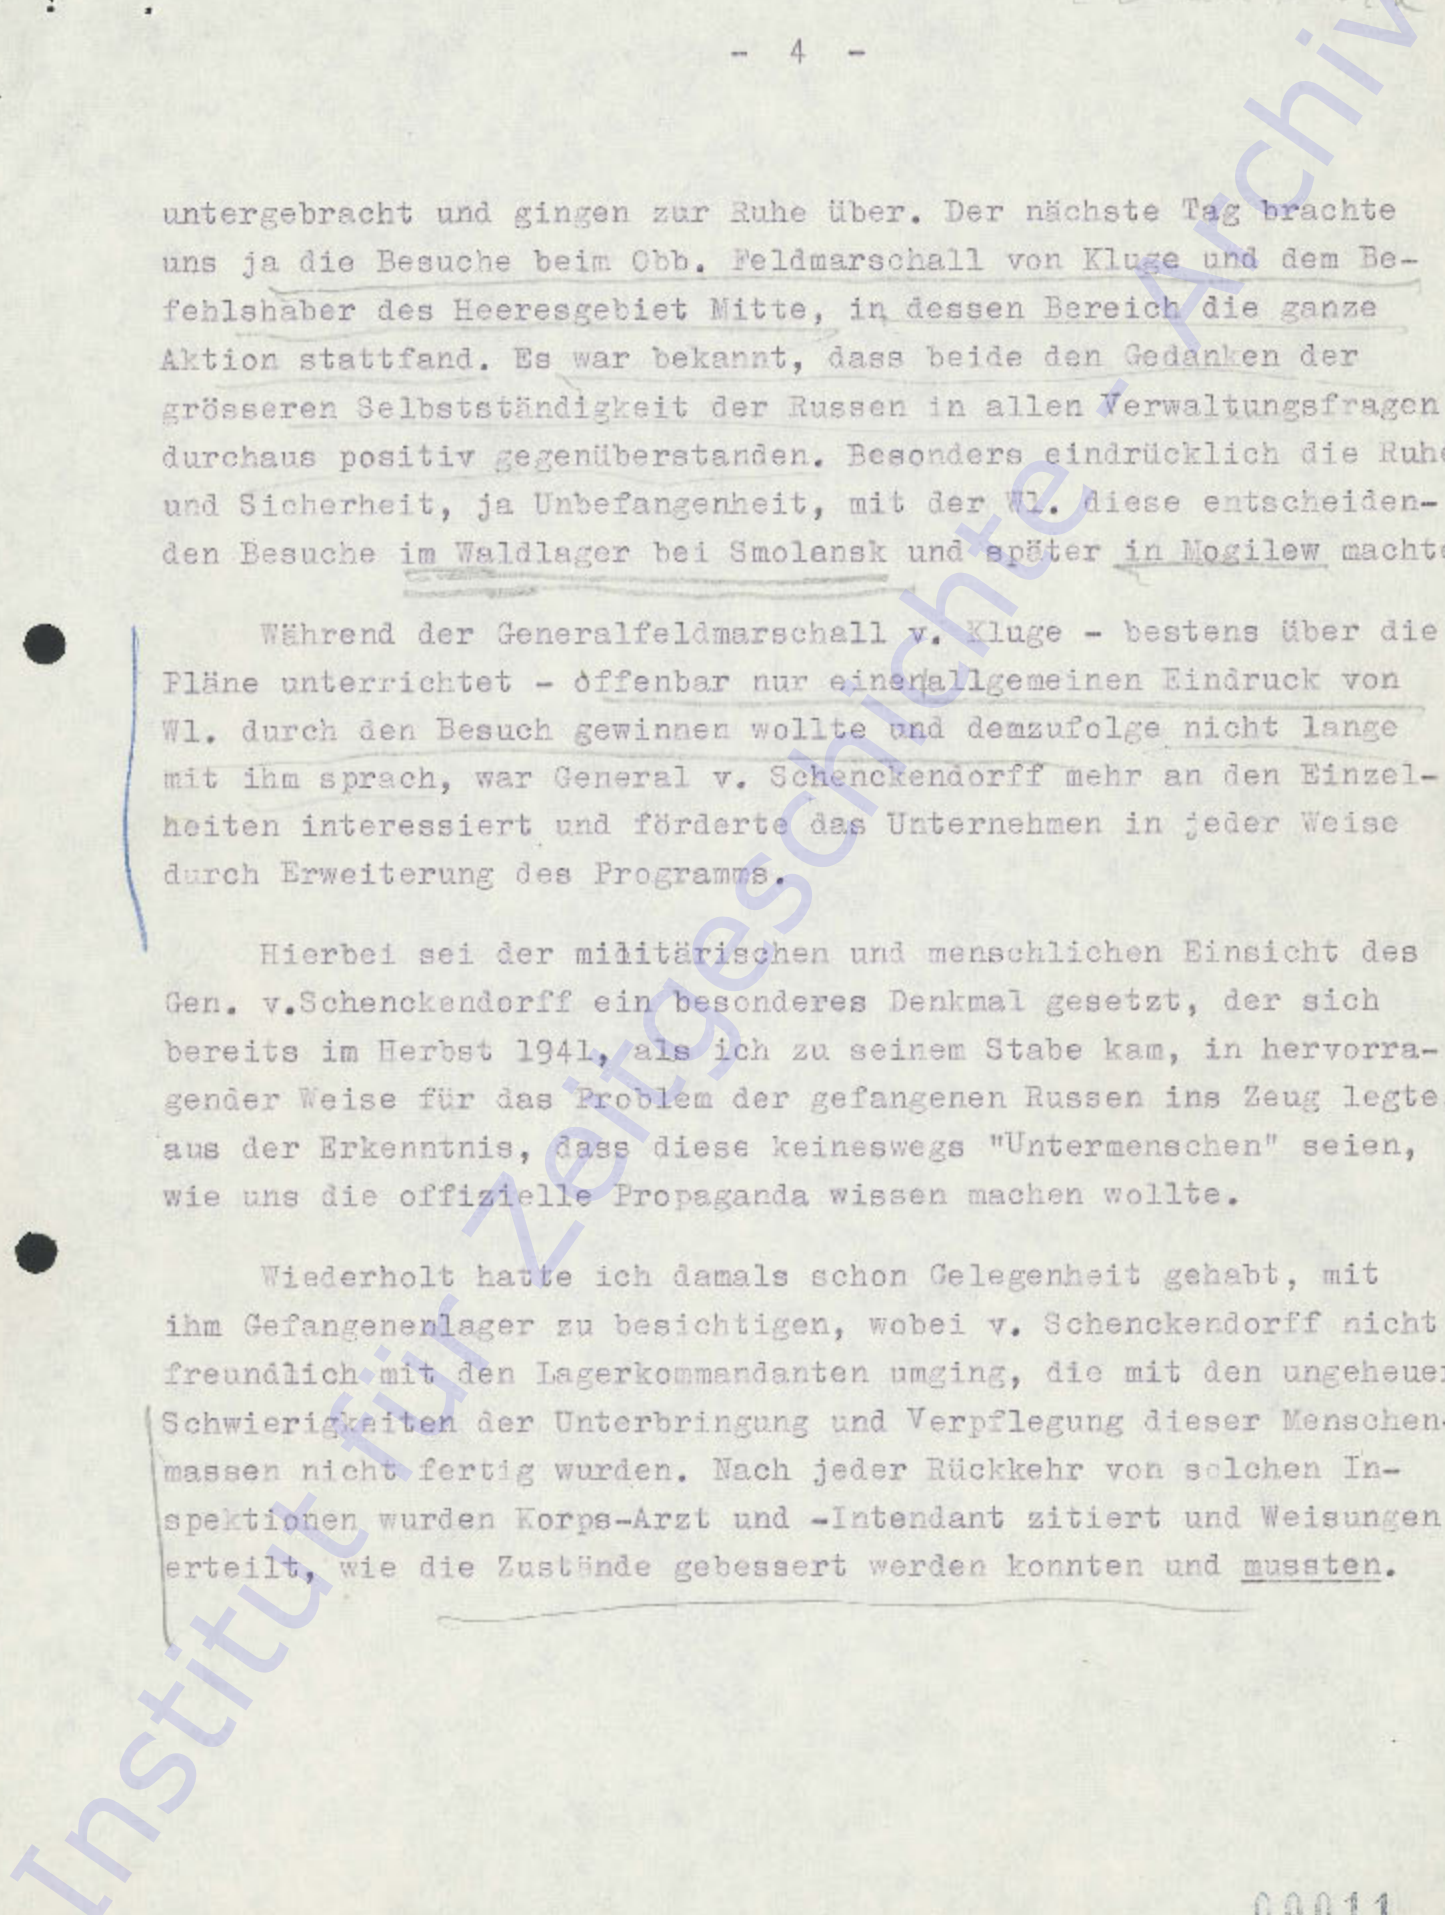 - 4 -
untergebracht und gingen zur Ruhe über. Der nächste Tag brachte
uns ja die Besuche beim Obb. Feldmarschall von Kluge und dem Be-
fehlshaber des Heeresgebiet Mitte, in dessen Bereich die ganze
Aktion stattfand. Es war bekannt, dass beide den Gedanken der
grösseren Selbstständigkeit der Russen in allen Verwaltungsfragen
durchaus positiv gegenüberstanden. Besonders eindrücklich die Ruhe
und Sicherheit, ja Unbefangenheit, mit der Wl. diese entscheiden-
den Besuche im Waldlager bei Smolensk und später in Mogilew machte
Während der Generalfeldmarschall v. Kluge - bestens über die
Pläne unterrichtet - offenbar nur einen allgemeinen Eindruck von
Wl. durch den Besuch gewinnen wollte und demzufolge nicht lange
mit ihm sprach, war General v. Schenckendorff mehr an den Einzel-
heiten interessiert und förderte das Unternehmen in jeder Weise
durch Erweiterung des Programms.
Hierbei sei der militärischen und menschlichen Einsicht des
Gen. v.Schenckendorff ein besonderes Denkmal gesetzt, der sich
bereits im Herbst 1941, als ich zu seinem Stabe kam, in hervorra-
gender Weise für das Problem der gefangenen Russen ins Zeug legte
aus der Erkenntnis, dass diese keineswegs "Untermenschen" seien,
wie uns die offizielle Propaganda wissen machen wollte.
Wiederholt hatte ich damals schon Gelegenheit gehabt, mit
ihm Gefangenenlager zu besichtigen, wobei v. Schenckendorff nicht
freundlich mit den Lagerkommandanten umging, die mit den ungeheuer
Schwierigkeiten der Unterbringung und Verpflegung dieser Menschen-
massen nicht fertig wurden. Nach jeder Rückkehr von solchen In-
spektionen wurden Korps-Arzt und -Intendant zitiert und Weisungen
erteilt, wie die Zustände gebessert werden konnten und mussten.
00011
Institut für Zeitgeschichte - Archiv